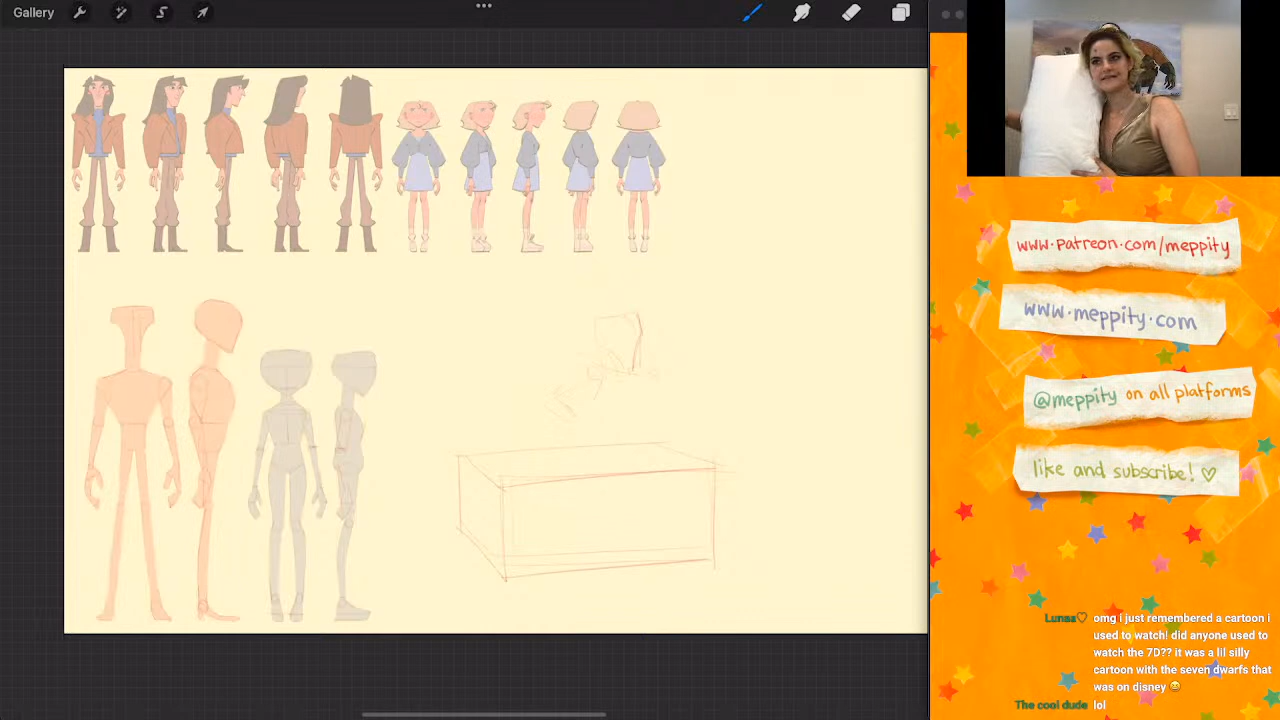 Gallery
www.patreon.com/meppity
www.meppity.com
@meppity on all platforms
like and subscribe! ♡
Lunaa♡ omg i just remembered a cartoon i
used to watch! did anyone used to
watch the 7D?? it was a lil silly
cartoon with the seven dwarfs that
was on disney 😂
The cool dude lol